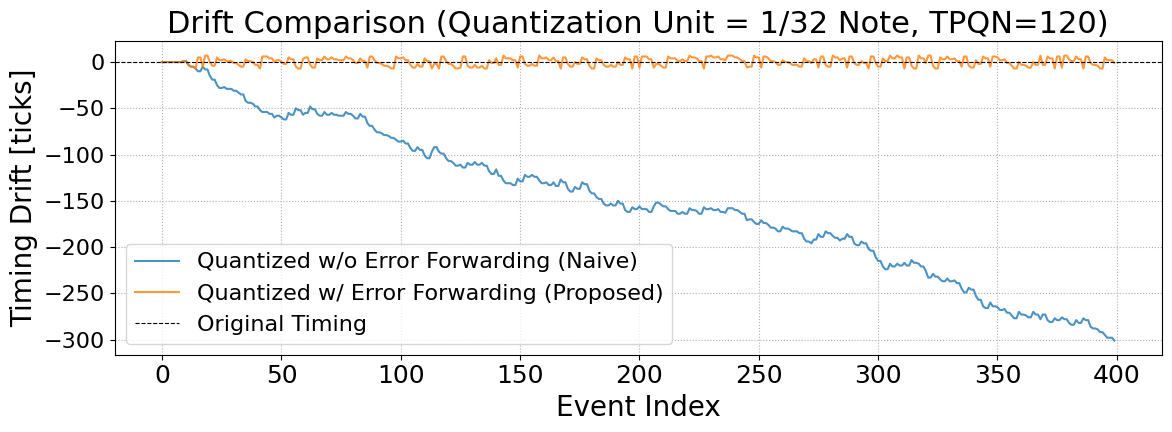 Drift Comparison (Quantization Unit = 1/32 Note, TPQN=120)
Timing Drift [ticks]
0
−50
−100
−150
−200
−250
−300
Quantized w/o Error Forwarding (Naive)
Quantized w/ Error Forwarding (Proposed)
Original Timing
0 50 100 150 200 250 300 350 400
Event Index